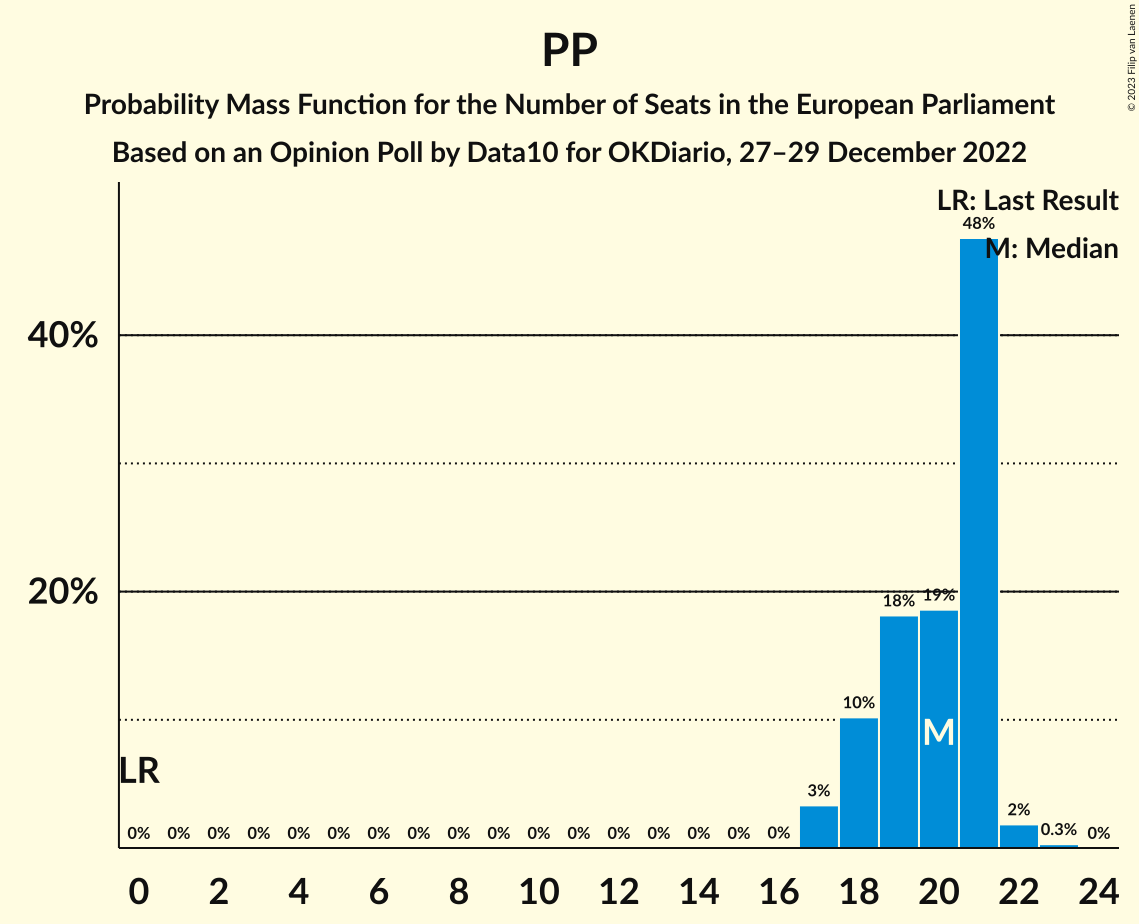 PP
Probability Mass Function for the Number of Seats in the European Parliament
Based on an Opinion Poll by Data10 for OKDiario, 27–29 December 2022
© 2023 Filip van Laenen
LR: Last Result
M: Median
48%
40%
20%
18% 19%
10%
M
LR
3%
2%
0% 0% 0% 0% 0% 0% 0% 0% 0% 0% 0% 0% 0% 0% 0% 0% 0% 0.3% 0%
0 2 4 6 8 10 12 14 16 18 20 22 24